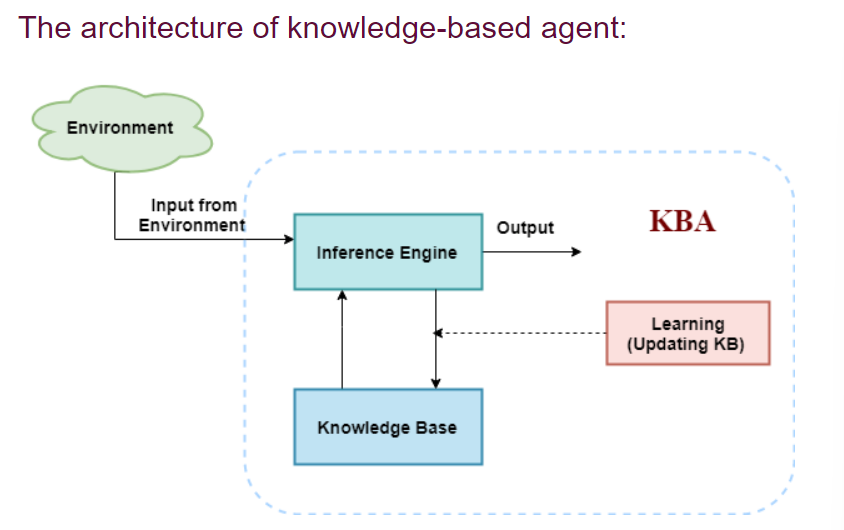 The architecture of knowledge-based agent:
Environment
Input from
Environment
Inference Engine
Output
KBA
Learning
(Updating KB)
Knowledge Base